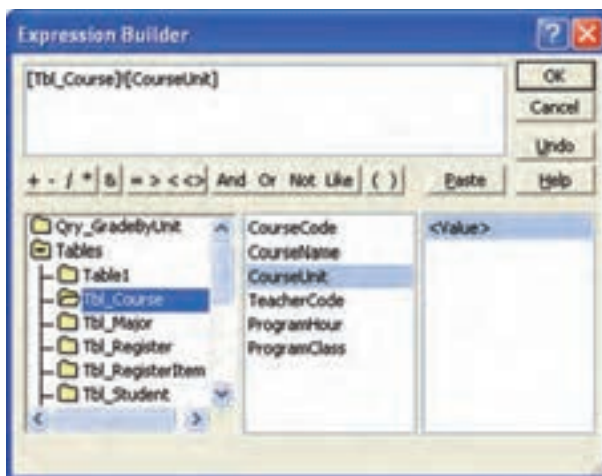 Expression Builder
[Tbl_Course]![CourseUnit]
OK
Cancel
Undo
Help
+ - / * & = > < <> And Or Not Like ( ) Paste
Qry_GradeByUnit
Tables
Table1
Tbl_Course
Tbl_Major
Tbl_Register
Tbl_RegisterItem
Tbl_Student
CourseCode
CourseName
CourseUnit
TeacherCode
ProgramHour
ProgramClass
<Value>